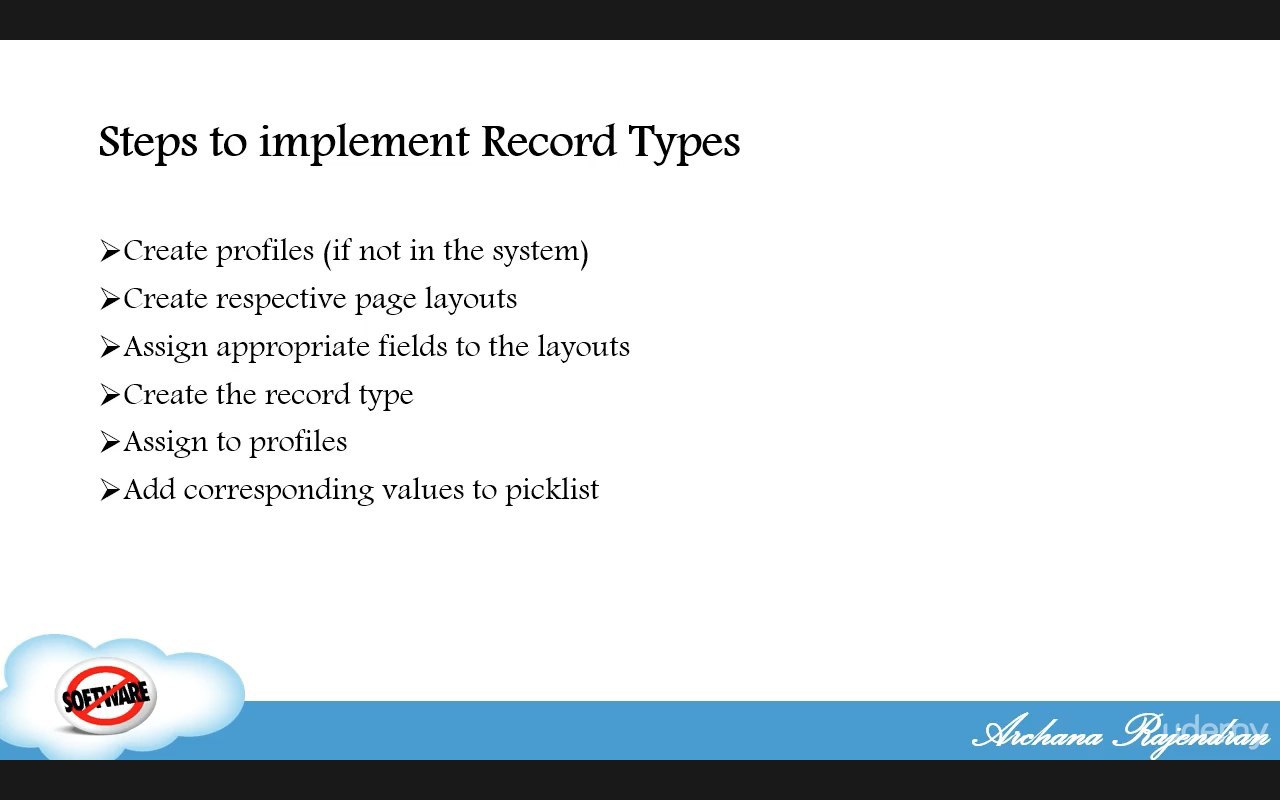 Steps to implement Record Types
➢Create profiles (if not in the system)
➢Create respective page layouts
➢Assign appropriate fields to the layouts
➢Create the record type
➢Assign to profiles
➢Add corresponding values to picklist
SOFTWARE
Archana Rajendran
udemy